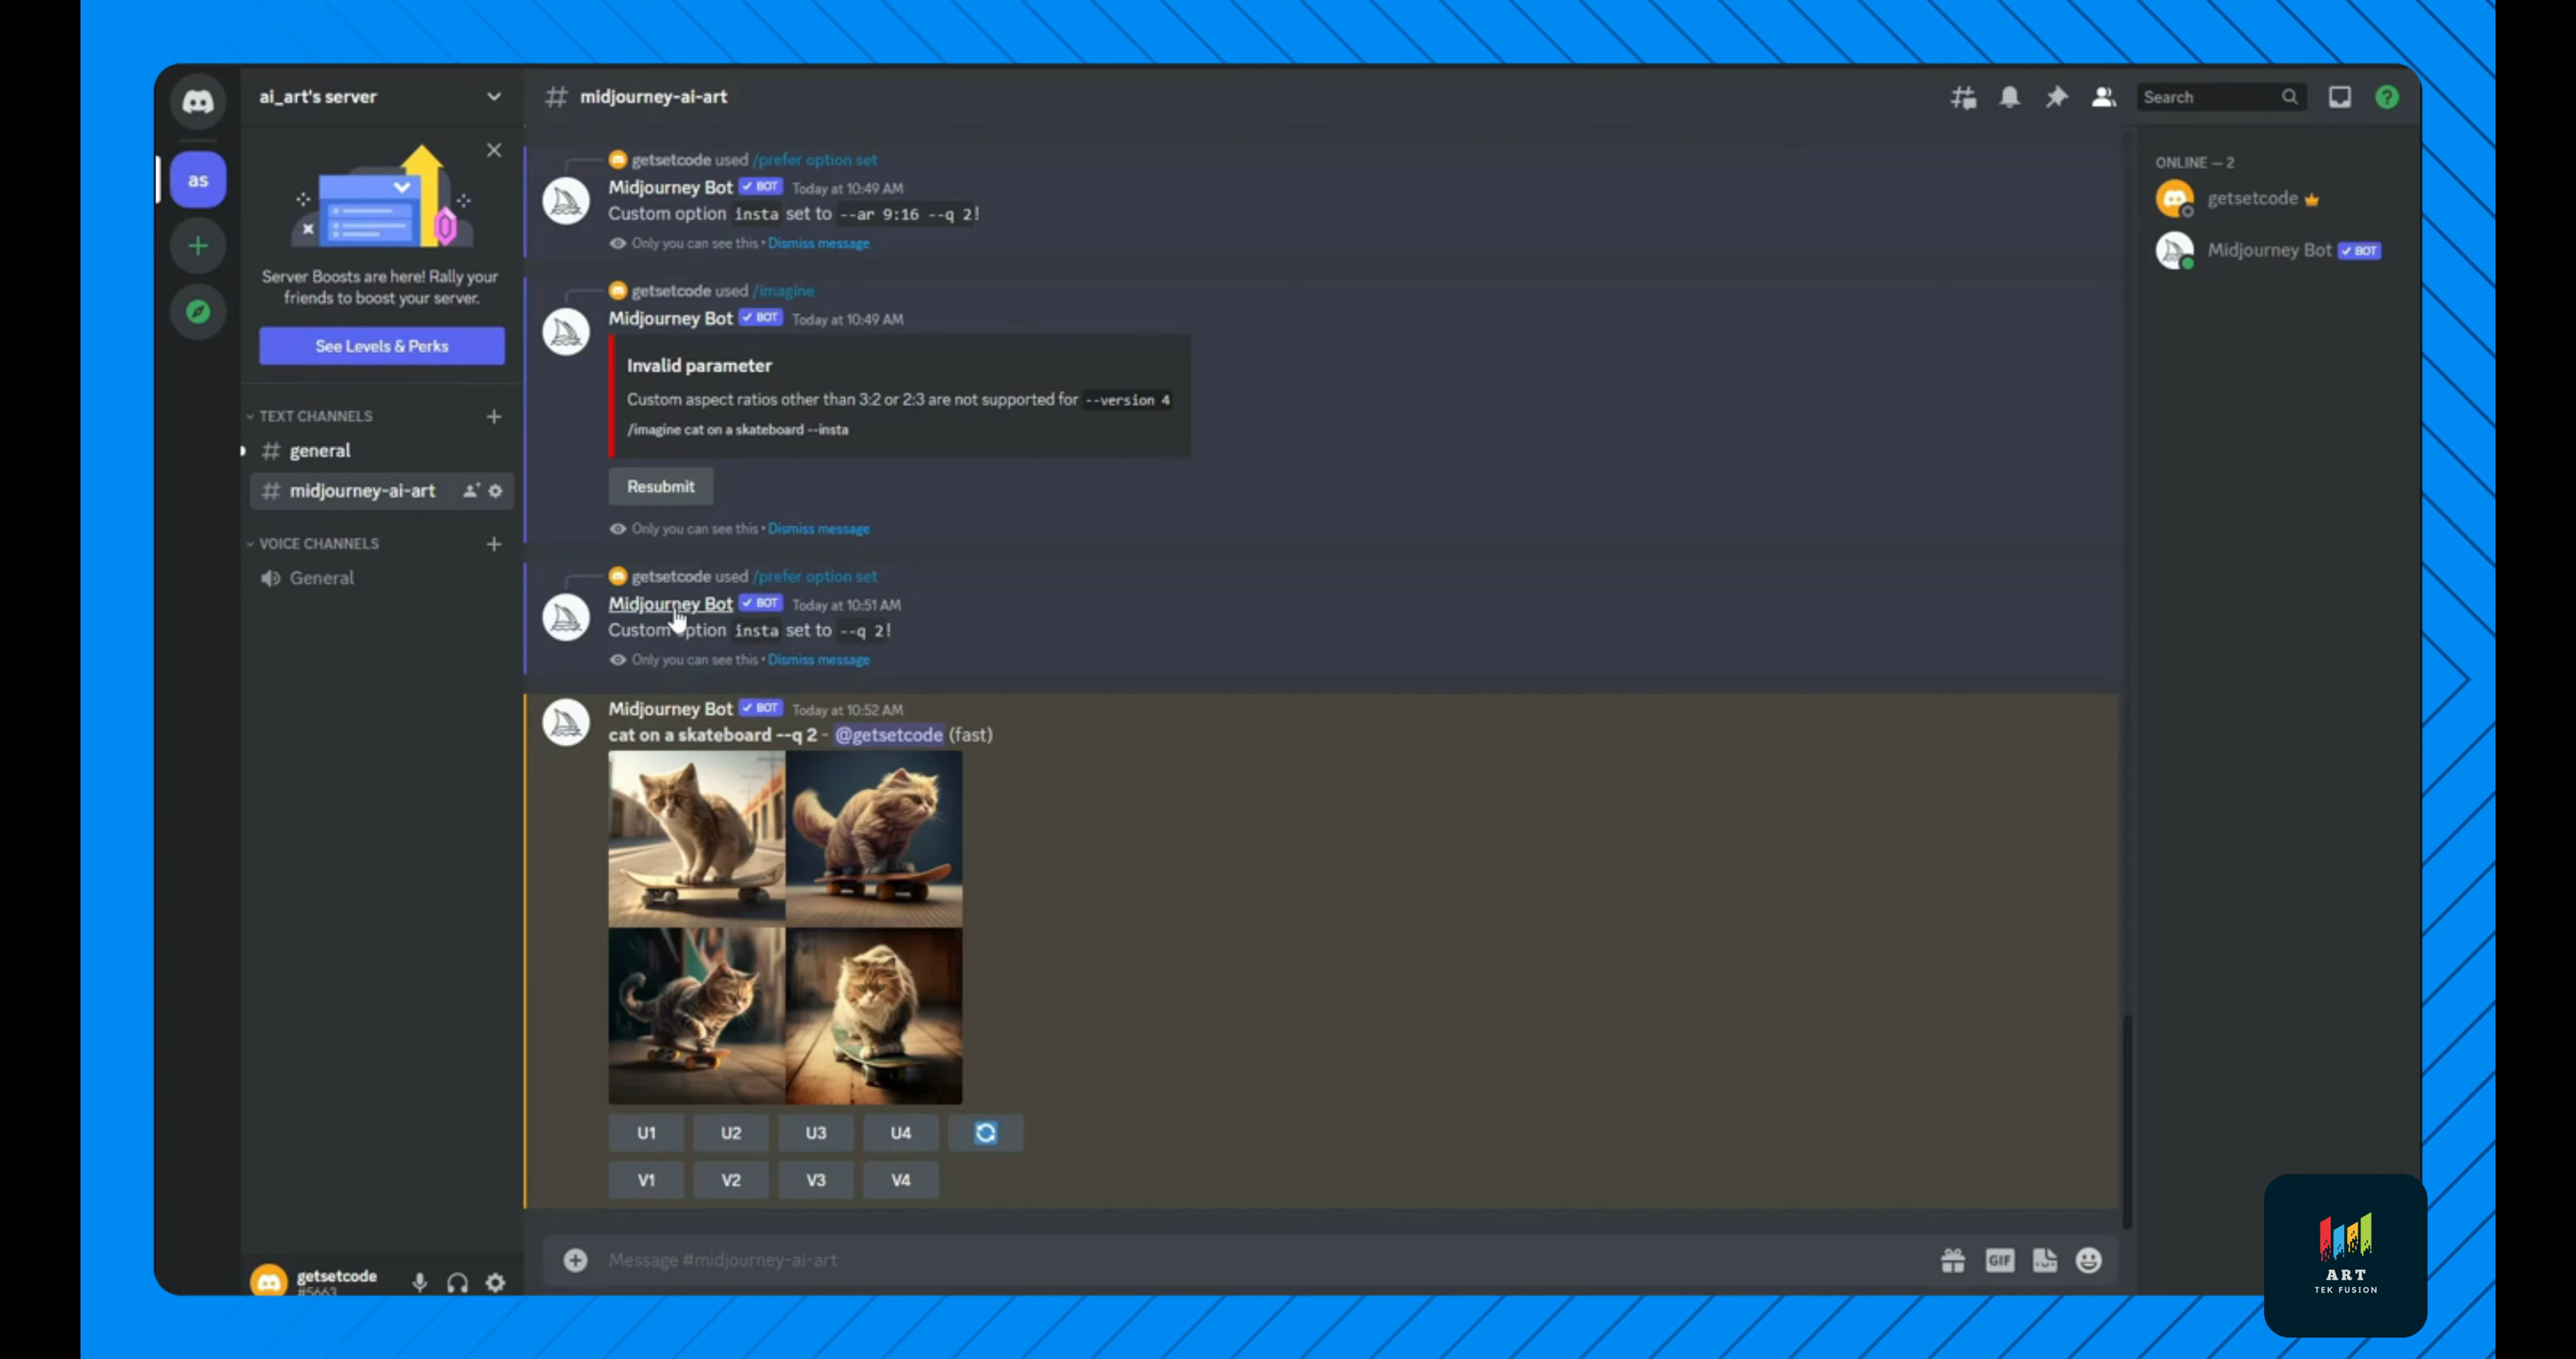 ai_art's server
midjourney-ai-art
Search
as
Server Boosts are here! Rally your
friends to boost your server.
See Levels & Perks
TEXT CHANNELS
general
midjourney-ai-art
VOICE CHANNELS
General
getsetcode
#5663
getsetcode used /prefer option set
Midjourney Bot ✓ BOT Today at 10:49 AM
Custom option insta set to --ar 9:16 --q 2!
Only you can see this • Dismiss message
getsetcode used /imagine
Midjourney Bot ✓ BOT Today at 10:49 AM
Invalid parameter
Custom aspect ratios other than 3:2 or 2:3 are not supported for --version 4
/imagine cat on a skateboard --insta
Resubmit
Only you can see this • Dismiss message
getsetcode used /prefer option set
Midjourney Bot ✓ BOT Today at 10:51 AM
Custom option insta set to --q 2!
Only you can see this • Dismiss message
Midjourney Bot ✓ BOT Today at 10:52 AM
cat on a skateboard --q 2 - @getsetcode (fast)
U1 U2 U3 U4
V1 V2 V3 V4
Message #midjourney-ai-art
GIF
ONLINE — 2
getsetcode
Midjourney Bot ✓ BOT
ART
TEK FUSION